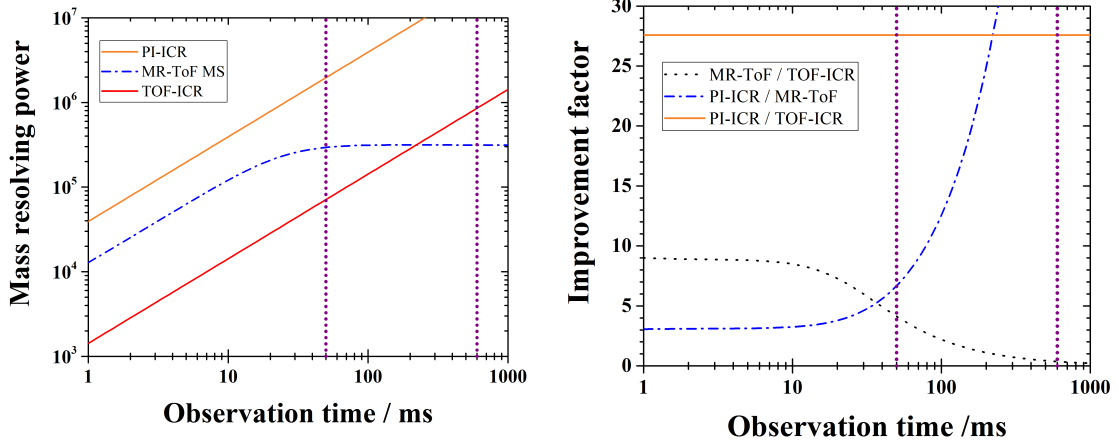 Mass resolving power
10^7
10^6
10^5
10^4
10^3
PI-ICR
MR-ToF MS
TOF-ICR
1 10 100 1000
Observation time / ms
Improvement factor
30
25
20
15
10
5
0
MR-ToF / TOF-ICR
PI-ICR / MR-ToF
PI-ICR / TOF-ICR
1 10 100 1000
Observation time /ms